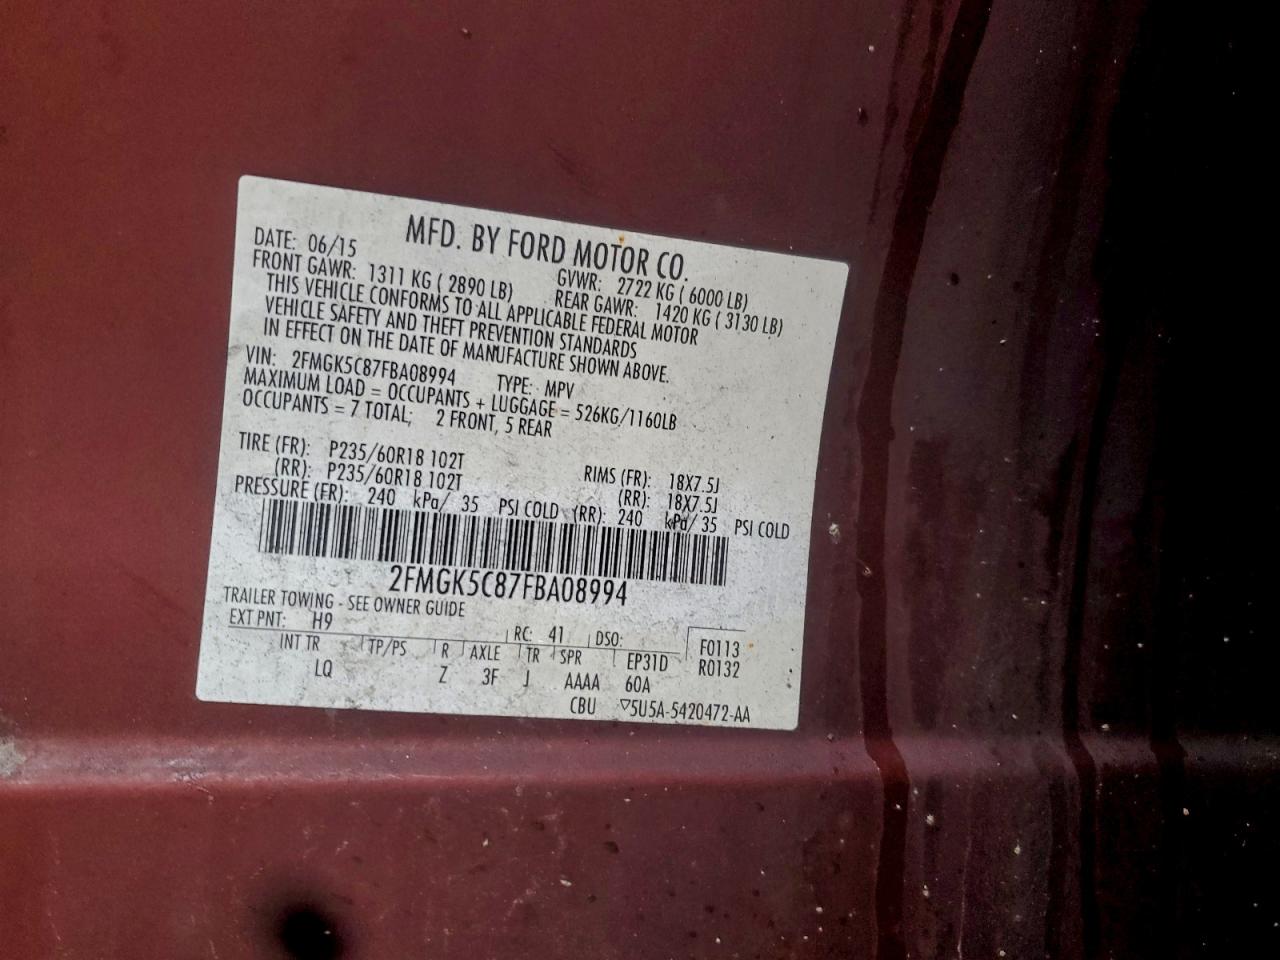 MFD. BY FORD MOTOR CO.
DATE: 06/15 GVWR: 2722 KG ( 6000 LB)
FRONT GAWR: 1311 KG ( 2890 LB) REAR GAWR: 1420 KG ( 3130 LB)
THIS VEHICLE CONFORMS TO ALL APPLICABLE FEDERAL MOTOR
VEHICLE SAFETY AND THEFT PREVENTION STANDARDS
IN EFFECT ON THE DATE OF MANUFACTURE SHOWN ABOVE.
VIN: 2FMGK5C87FBA08994 TYPE: MPV
MAXIMUM LOAD = OCCUPANTS + LUGGAGE = 526KG/1160LB
OCCUPANTS = 7 TOTAL; 2 FRONT, 5 REAR
TIRE (FR): P235/60R18 102T RIMS (FR): 18X7.5J
(RR): P235/60R18 102T (RR): 18X7.5J
PRESSURE (FR): 240 kPa/ 35 PSI COLD (RR): 240 kPa/ 35 PSI COLD
2FMGK5C87FBA08994
TRAILER TOWING - SEE OWNER GUIDE
EXT PNT: H9 RC: 41 DSO: F0113
INT TR TP/PS R AXLE TR SPR EP31D R0132
LQ Z 3F J AAAA 60A
CBU ▽5U5A-5420472-AA